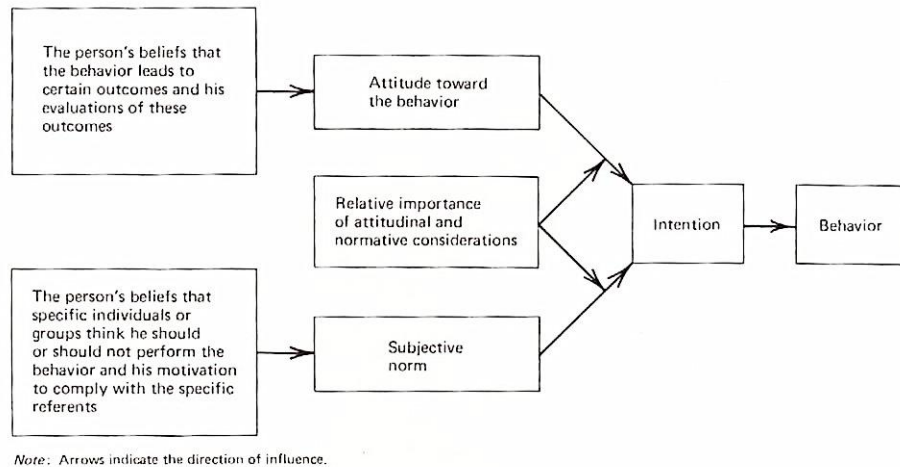 The person's beliefs that
the behavior leads to
certain outcomes and his
evaluations of these
outcomes
Attitude toward
the behavior
Relative importance
of attitudinal and
normative considerations
Intention
Behavior
The person's beliefs that
specific individuals or
groups think he should
or should not perform the
behavior and his motivation
to comply with the specific
referents
Subjective
norm
Note: Arrows indicate the direction of influence.